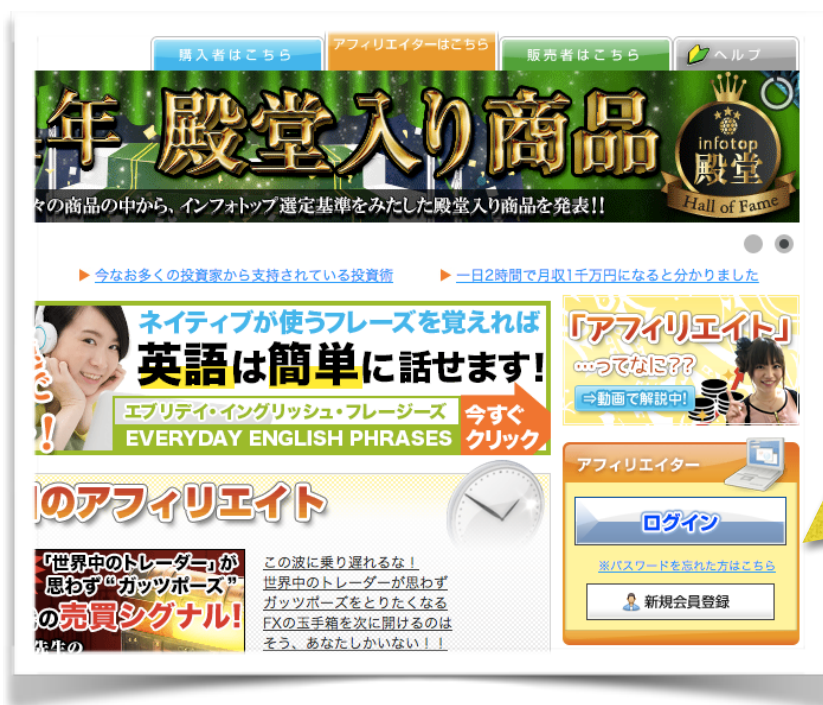 購入者はこちら
アフィリエイターはこちら
販売者はこちら
ヘルプ
年 殿堂入り商品
infotop
殿堂
Hall of Fame
々の商品の中から、インフォトップ選定基準をみたした殿堂入り商品を発表!!
今なお多くの投資家から支持されている投資術
一日2時間で月収1千万円になると分かりました
ネイティブが使うフレーズを覚えれば
英語は簡単に話せます!
エブリデイ・イングリッシュ・フレージーズ
EVERYDAY ENGLISH PHRASES
今すぐ
クリック
「アフィリエイト」
…ってなに??
⇒動画で解説中!
アフィリエイター
ログイン
※パスワードを忘れた方はこちら
新規会員登録
のアフィリエイト
「世界中のトレーダー」が
思わず“ガッツポーズ”
の売買シグナル!
先生の
この波に乗り遅れるな!
世界中のトレーダーが思わず
ガッツポーズをとりたくなる
FXの玉手箱を次に開けるのは
そう、あなたしかいない!!